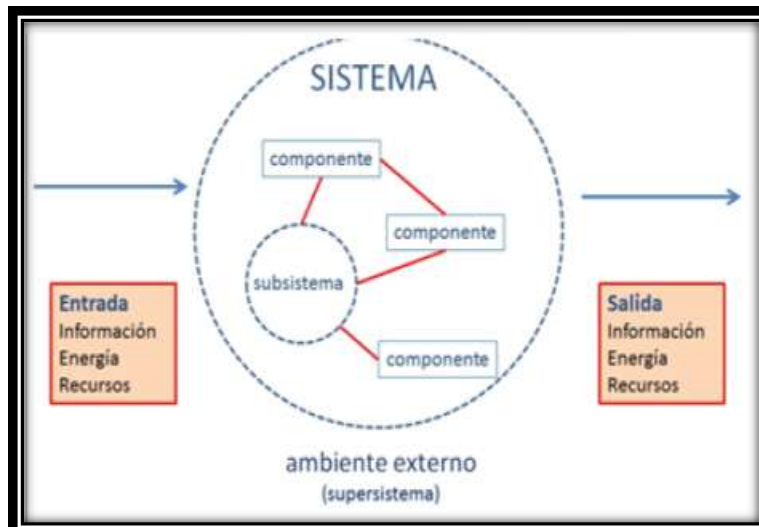 SISTEMA
componente
componente
subsistema
componente
Entrada
Información
Energía
Recursos
Salida
Información
Energía
Recursos
ambiente externo
(supersistema)